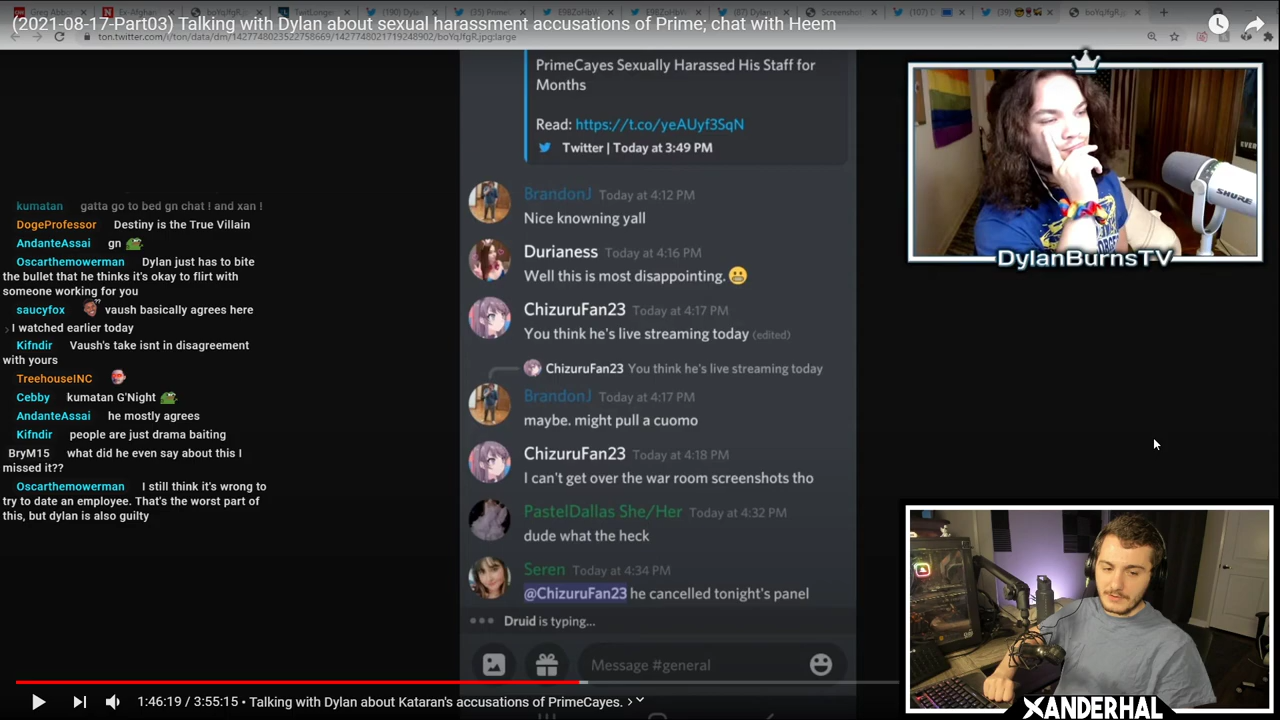 (2021-08-17-Part03) Talking with Dylan about sexual harassment accusations of Prime; chat with Heem
ton.twitter.com/i/ton/data/dm/1427748023522758669/1427748021719248902/boYqJfgR.jpg:large
kumatan gatta go to bed gn chat ! and xan !
DogeProfessor Destiny is the True Villain
AndanteAssai gn
Oscarthemowerman Dylan just has to bite
the bullet that he thinks it's okay to flirt with
someone working for you
saucyfox vaush basically agrees here
I watched earlier today
Kifndir Vaush's take isnt in disagreement
with yours
TreehouseINC
Cebby kumatan G'Night
AndanteAssai he mostly agrees
Kifndir people are just drama baiting
BryM15 what did he even say about this I
missed it??
Oscarthemowerman I still think it's wrong to
try to date an employee. That's the worst part of
this, but dylan is also guilty
PrimeCayes Sexually Harassed His Staff for
Months
Read: https://t.co/yeAUyf3SqN
Twitter | Today at 3:49 PM
BrandonJ Today at 4:12 PM
Nice knowning yall
Durianess Today at 4:16 PM
Well this is most disappointing.
ChizuruFan23 Today at 4:17 PM
You think he's live streaming today (edited)
ChizuruFan23 You think he's live streaming today
BrandonJ Today at 4:17 PM
maybe. might pull a cuomo
ChizuruFan23 Today at 4:18 PM
I can't get over the war room screenshots tho
PastelDallas She/Her Today at 4:32 PM
dude what the heck
Seren Today at 4:34 PM
@ChizuruFan23 he cancelled tonight's panel
Druid is typing...
Message #general
SHURE
DylanBurnsTV
XANDERHAL
1:46:19 / 3:55:15 • Talking with Dylan about Kataran's accusations of PrimeCayes. >